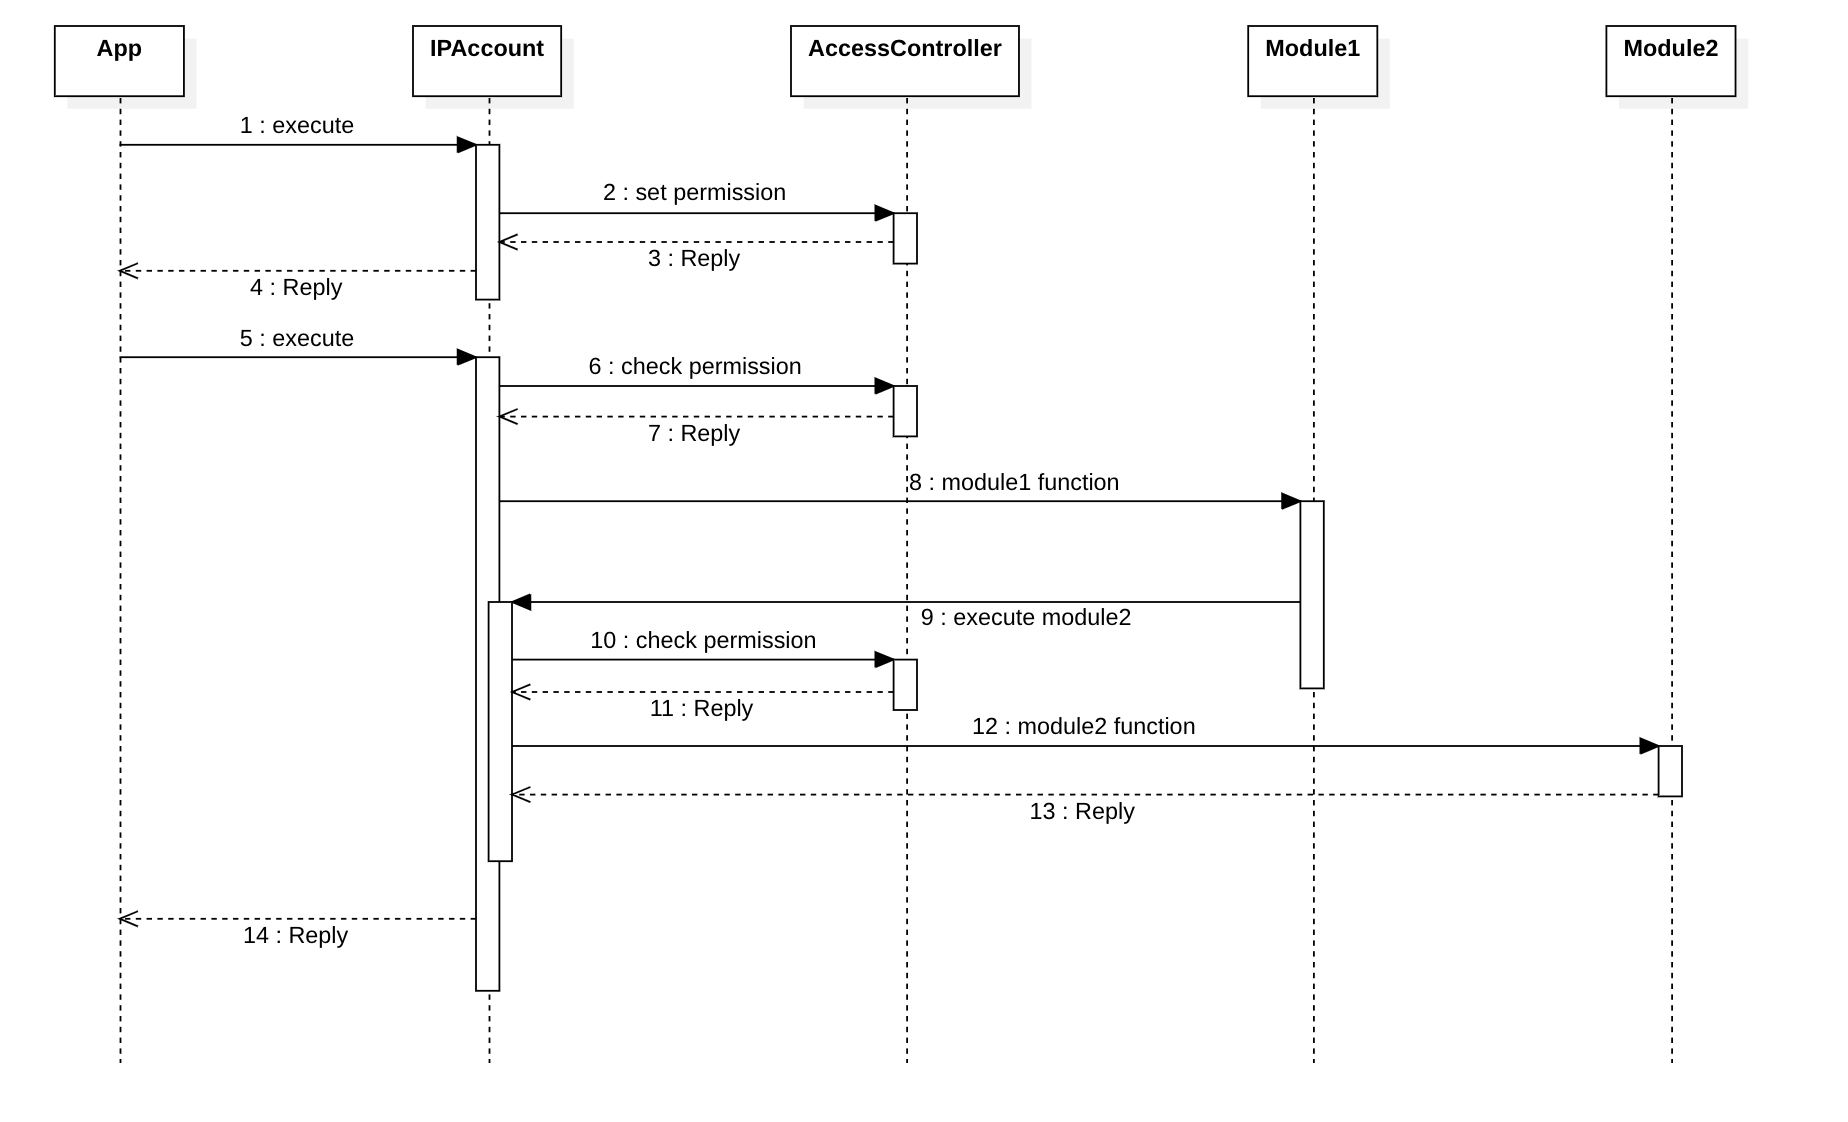 App
IPAccount
AccessController
Module1
Module2
1 : execute
2 : set permission
3 : Reply
4 : Reply
5 : execute
6 : check permission
7 : Reply
8 : module1 function
9 : execute module2
10 : check permission
11 : Reply
12 : module2 function
13 : Reply
14 : Reply